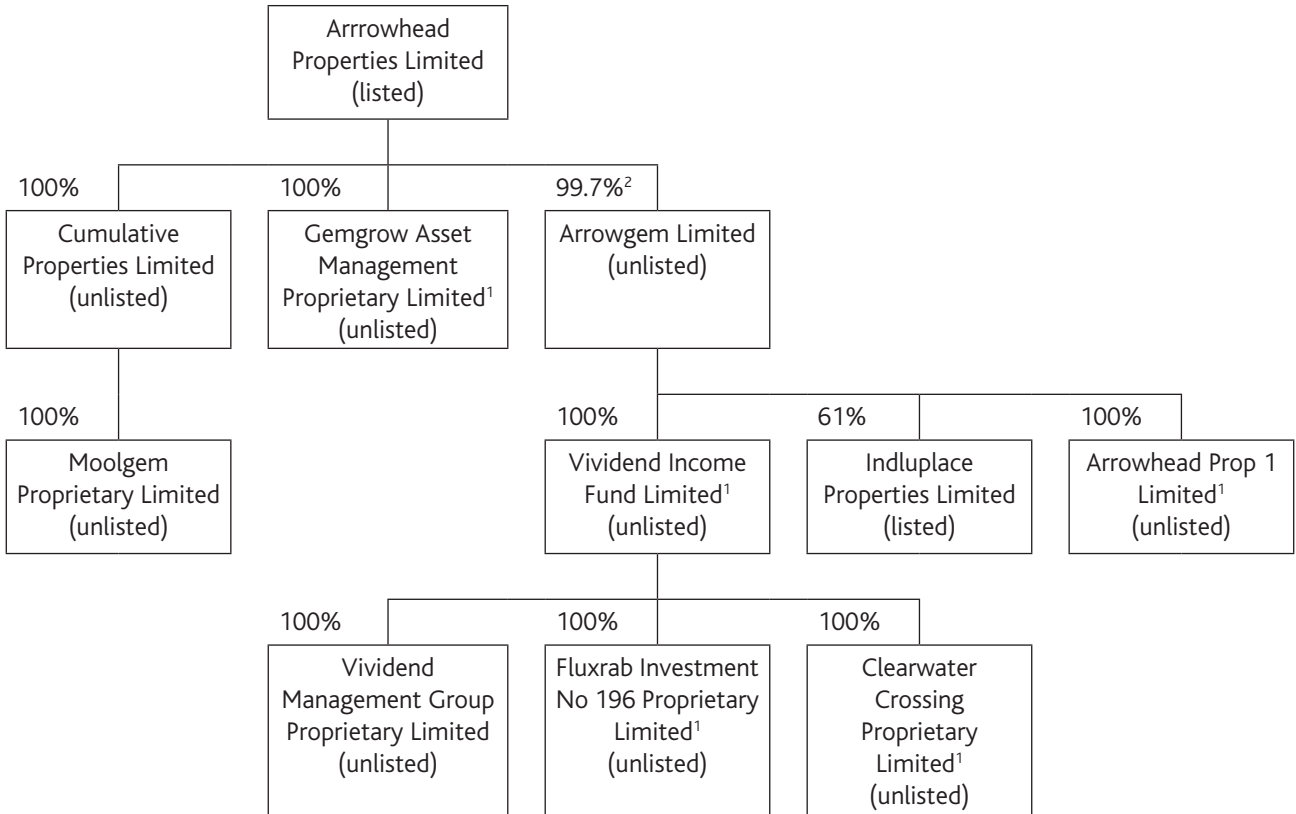 Arrrowhead
Properties Limited
(listed)
100%
100%
99.7%²
Cumulative
Properties Limited
(unlisted)
Gemgrow Asset
Management
Proprietary Limited¹
(unlisted)
Arrowgem Limited
(unlisted)
100%
100%
61%
100%
Moolgem
Proprietary Limited
(unlisted)
Vividend Income
Fund Limited¹
(unlisted)
Indluplace
Properties Limited
(listed)
Arrowhead Prop 1
Limited¹
(unlisted)
100%
100%
100%
Vividend
Management Group
Proprietary Limited
(unlisted)
Fluxrab Investment
No 196 Proprietary
Limited¹
(unlisted)
Clearwater
Crossing
Proprietary
Limited¹
(unlisted)